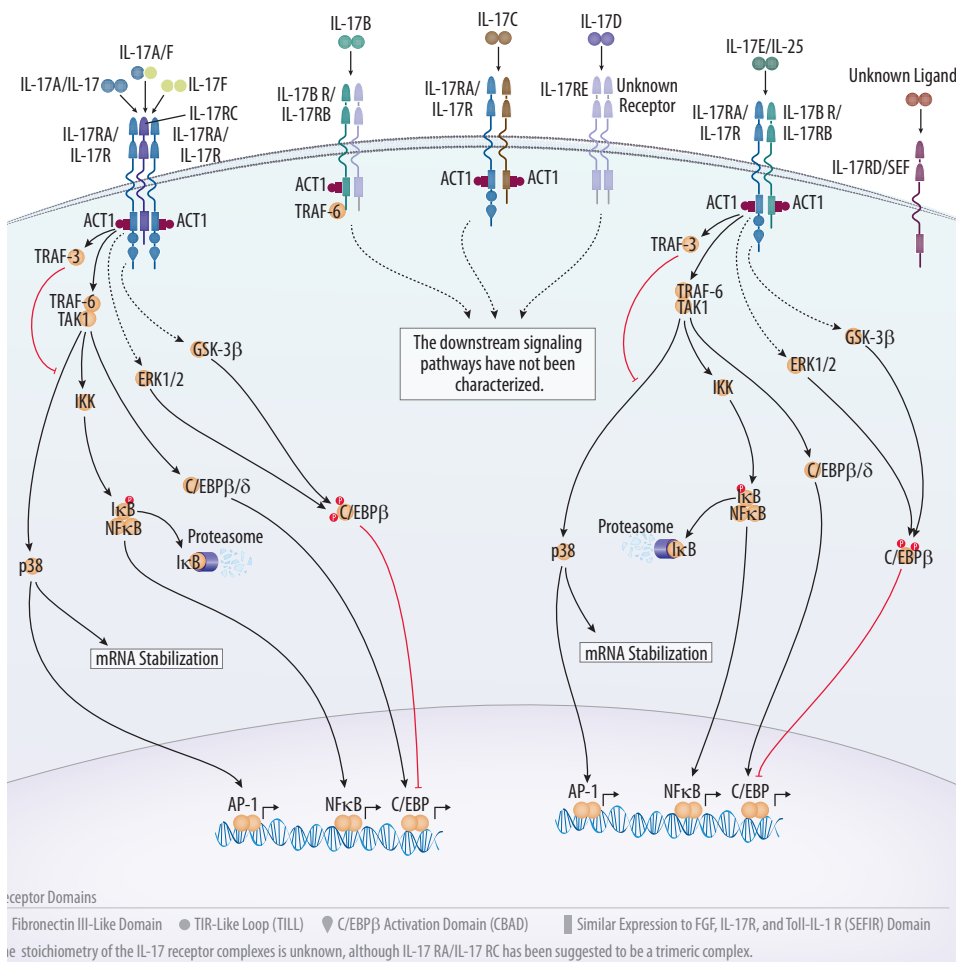 IL-17A/F
IL-17A/IL-17
IL-17F
IL-17RC
IL-17RA/
IL-17R
IL-17RA/
IL-17R
ACT1
ACT1
TRAF-3
TRAF-6
TAK1
GSK-3β
ERK1/2
IKK
C/EBPβ/δ
P
IκB
NFκB
Proteasome
IκB
P
P
C/EBPβ
p38
mRNA Stabilization
AP-1
NFκB
C/EBP
IL-17B
IL-17B R/
IL-17RB
ACT1
TRAF-6
IL-17C
IL-17RA/
IL-17R
ACT1
ACT1
IL-17D
IL-17RE
Unknown
Receptor
The downstream signaling
pathways have not been
characterized.
IL-17E/IL-25
IL-17RA/
IL-17R
IL-17B R/
IL-17RB
ACT1
ACT1
TRAF-3
TRAF-6
TAK1
GSK-3β
ERK1/2
IKK
C/EBPβ/δ
P
IκB
NFκB
Proteasome
IκB
P
P
C/EBPβ
p38
mRNA Stabilization
AP-1
NFκB
C/EBP
Unknown Ligand
IL-17RD/SEF
eceptor Domains
Fibronectin III-Like Domain
TIR-Like Loop (TILL)
C/EBPβ Activation Domain (CBAD)
Similar Expression to FGF, IL-17R, and Toll-IL-1 R (SEFIR) Domain
e stoichiometry of the IL-17 receptor complexes is unknown, although IL-17 RA/IL-17 RC has been suggested to be a trimeric complex.